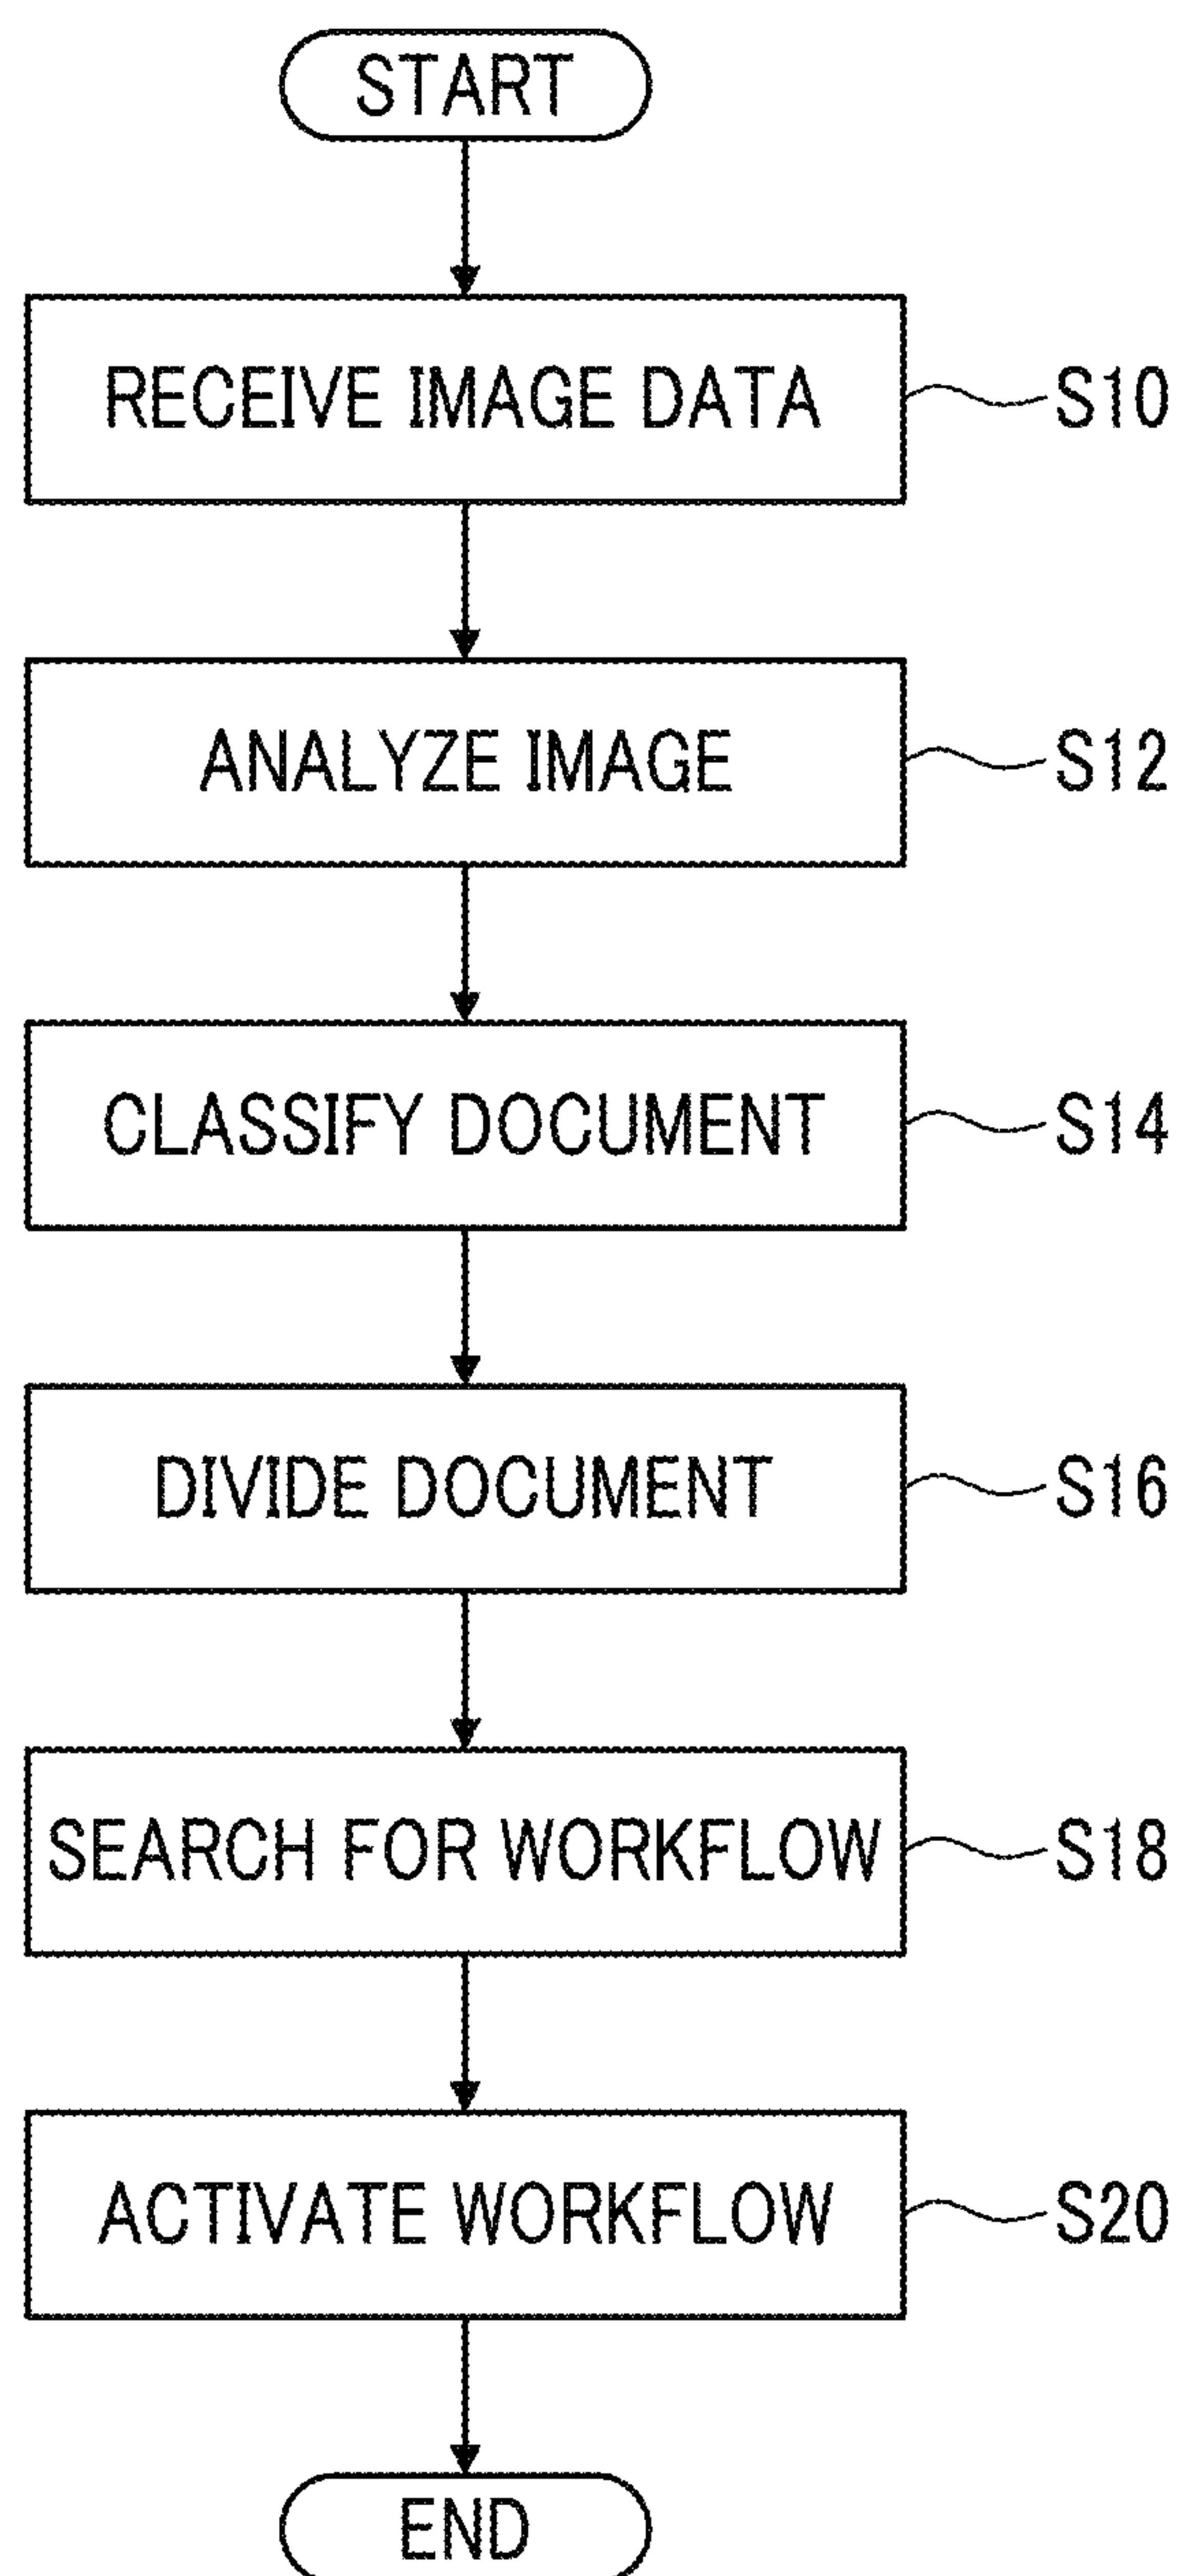 START
RECEIVE IMAGE DATA
S10
ANALYZE IMAGE
S12
CLASSIFY DOCUMENT
S14
DIVIDE DOCUMENT
S16
SEARCH FOR WORKFLOW
S18
ACTIVATE WORKFLOW
S20
END